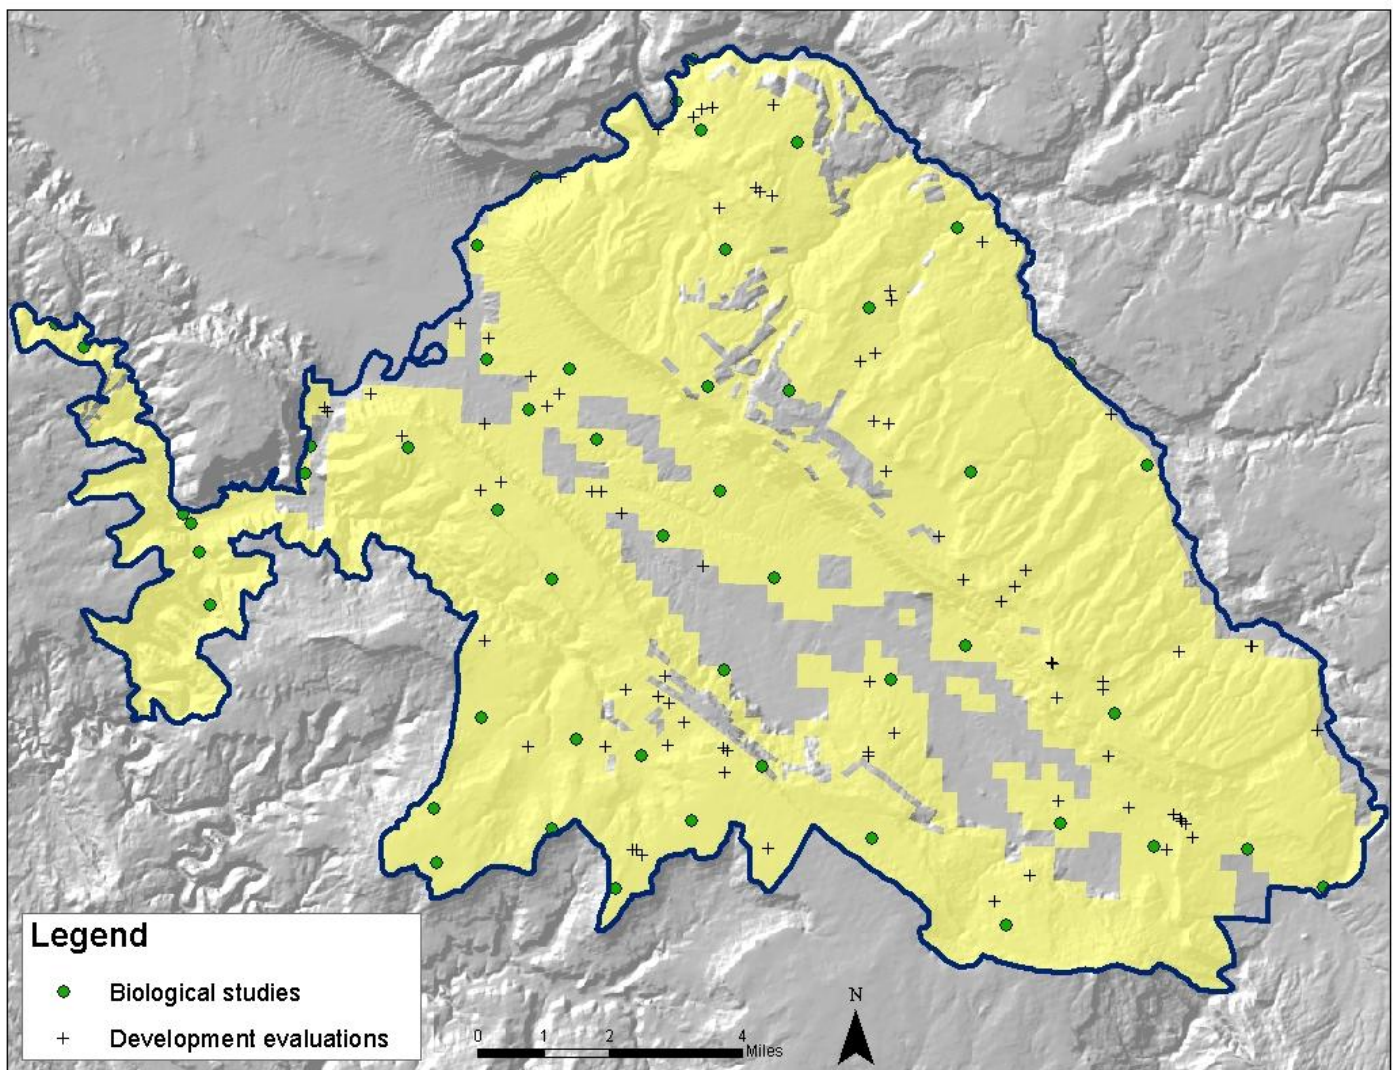 Legend
Biological studies
Development evaluations
0 1 2 4
Miles
N